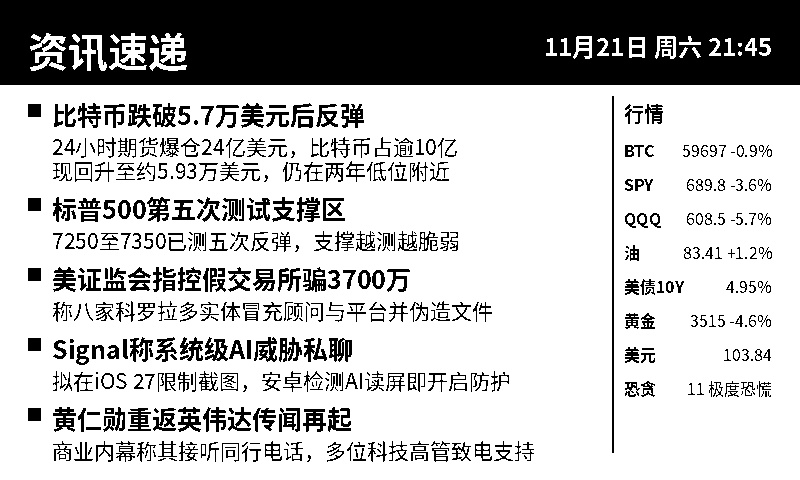 资讯速递
11月21日 周六 21:45
比特币跌破5.7万美元后反弹
24小时期货爆仓24亿美元，比特币占逾10亿
现回升至约5.93万美元，仍在两年低位附近
标普500第五次测试支撑区
7250至7350已测五次反弹，支撑越测越脆弱
美证监会指控假交易所骗3700万
称八家科罗拉多实体冒充顾问与平台并伪造文件
Signal称系统级AI威胁私聊
拟在iOS 27限制截图，安卓检测AI读屏即开启防护
黄仁勋重返英伟达传闻再起
商业内幕称其接听同行电话，多位科技高管致电支持
行情
BTC 59697 -0.9%
SPY 689.8 -3.6%
QQQ 608.5 -5.7%
油 83.41 +1.2%
美债10Y 4.95%
黄金 3515 -4.6%
美元 103.84
恐贪 11 极度恐慌